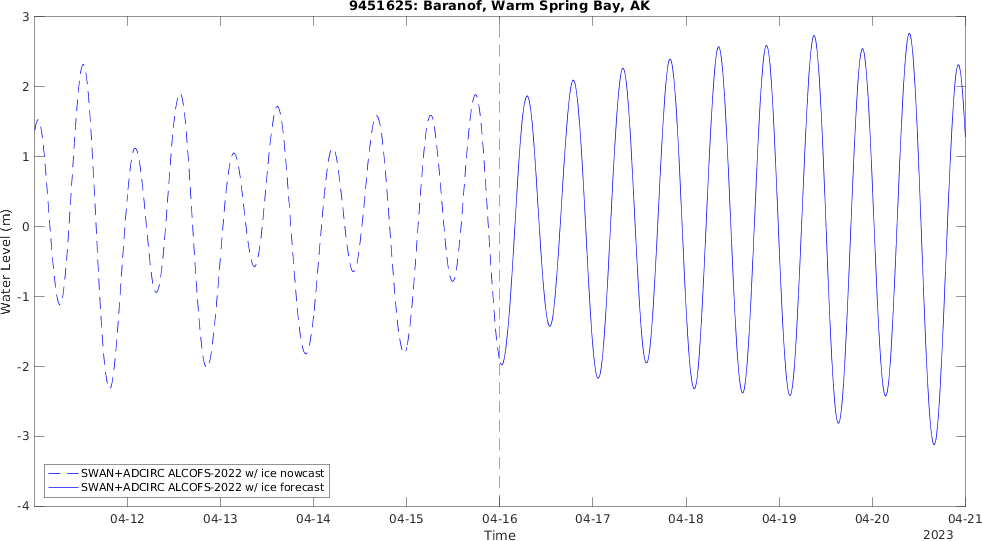 9451625: Baranof, Warm Spring Bay, AK
3
2
1
0
-1
-2
-3
-4
Water Level (m)
SWAN+ADCIRC ALCOFS-2022 w/ ice nowcast
SWAN+ADCIRC ALCOFS-2022 w/ ice forecast
04-12 04-13 04-14 04-15 04-16 04-17 04-18 04-19 04-20 04-21
Time
2023